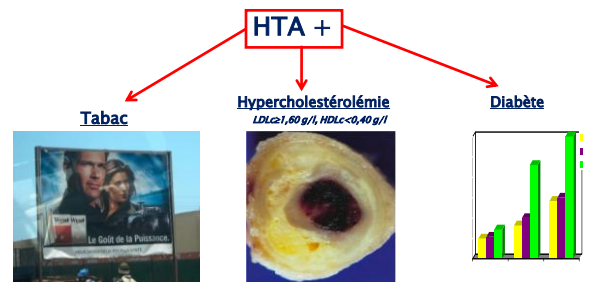 HTA +
Tabac
Hypercholestérolémie
LDLc≥1,60 g/l, HDLc<0,40 g/l
Diabète
Le Goût de la Puissance.